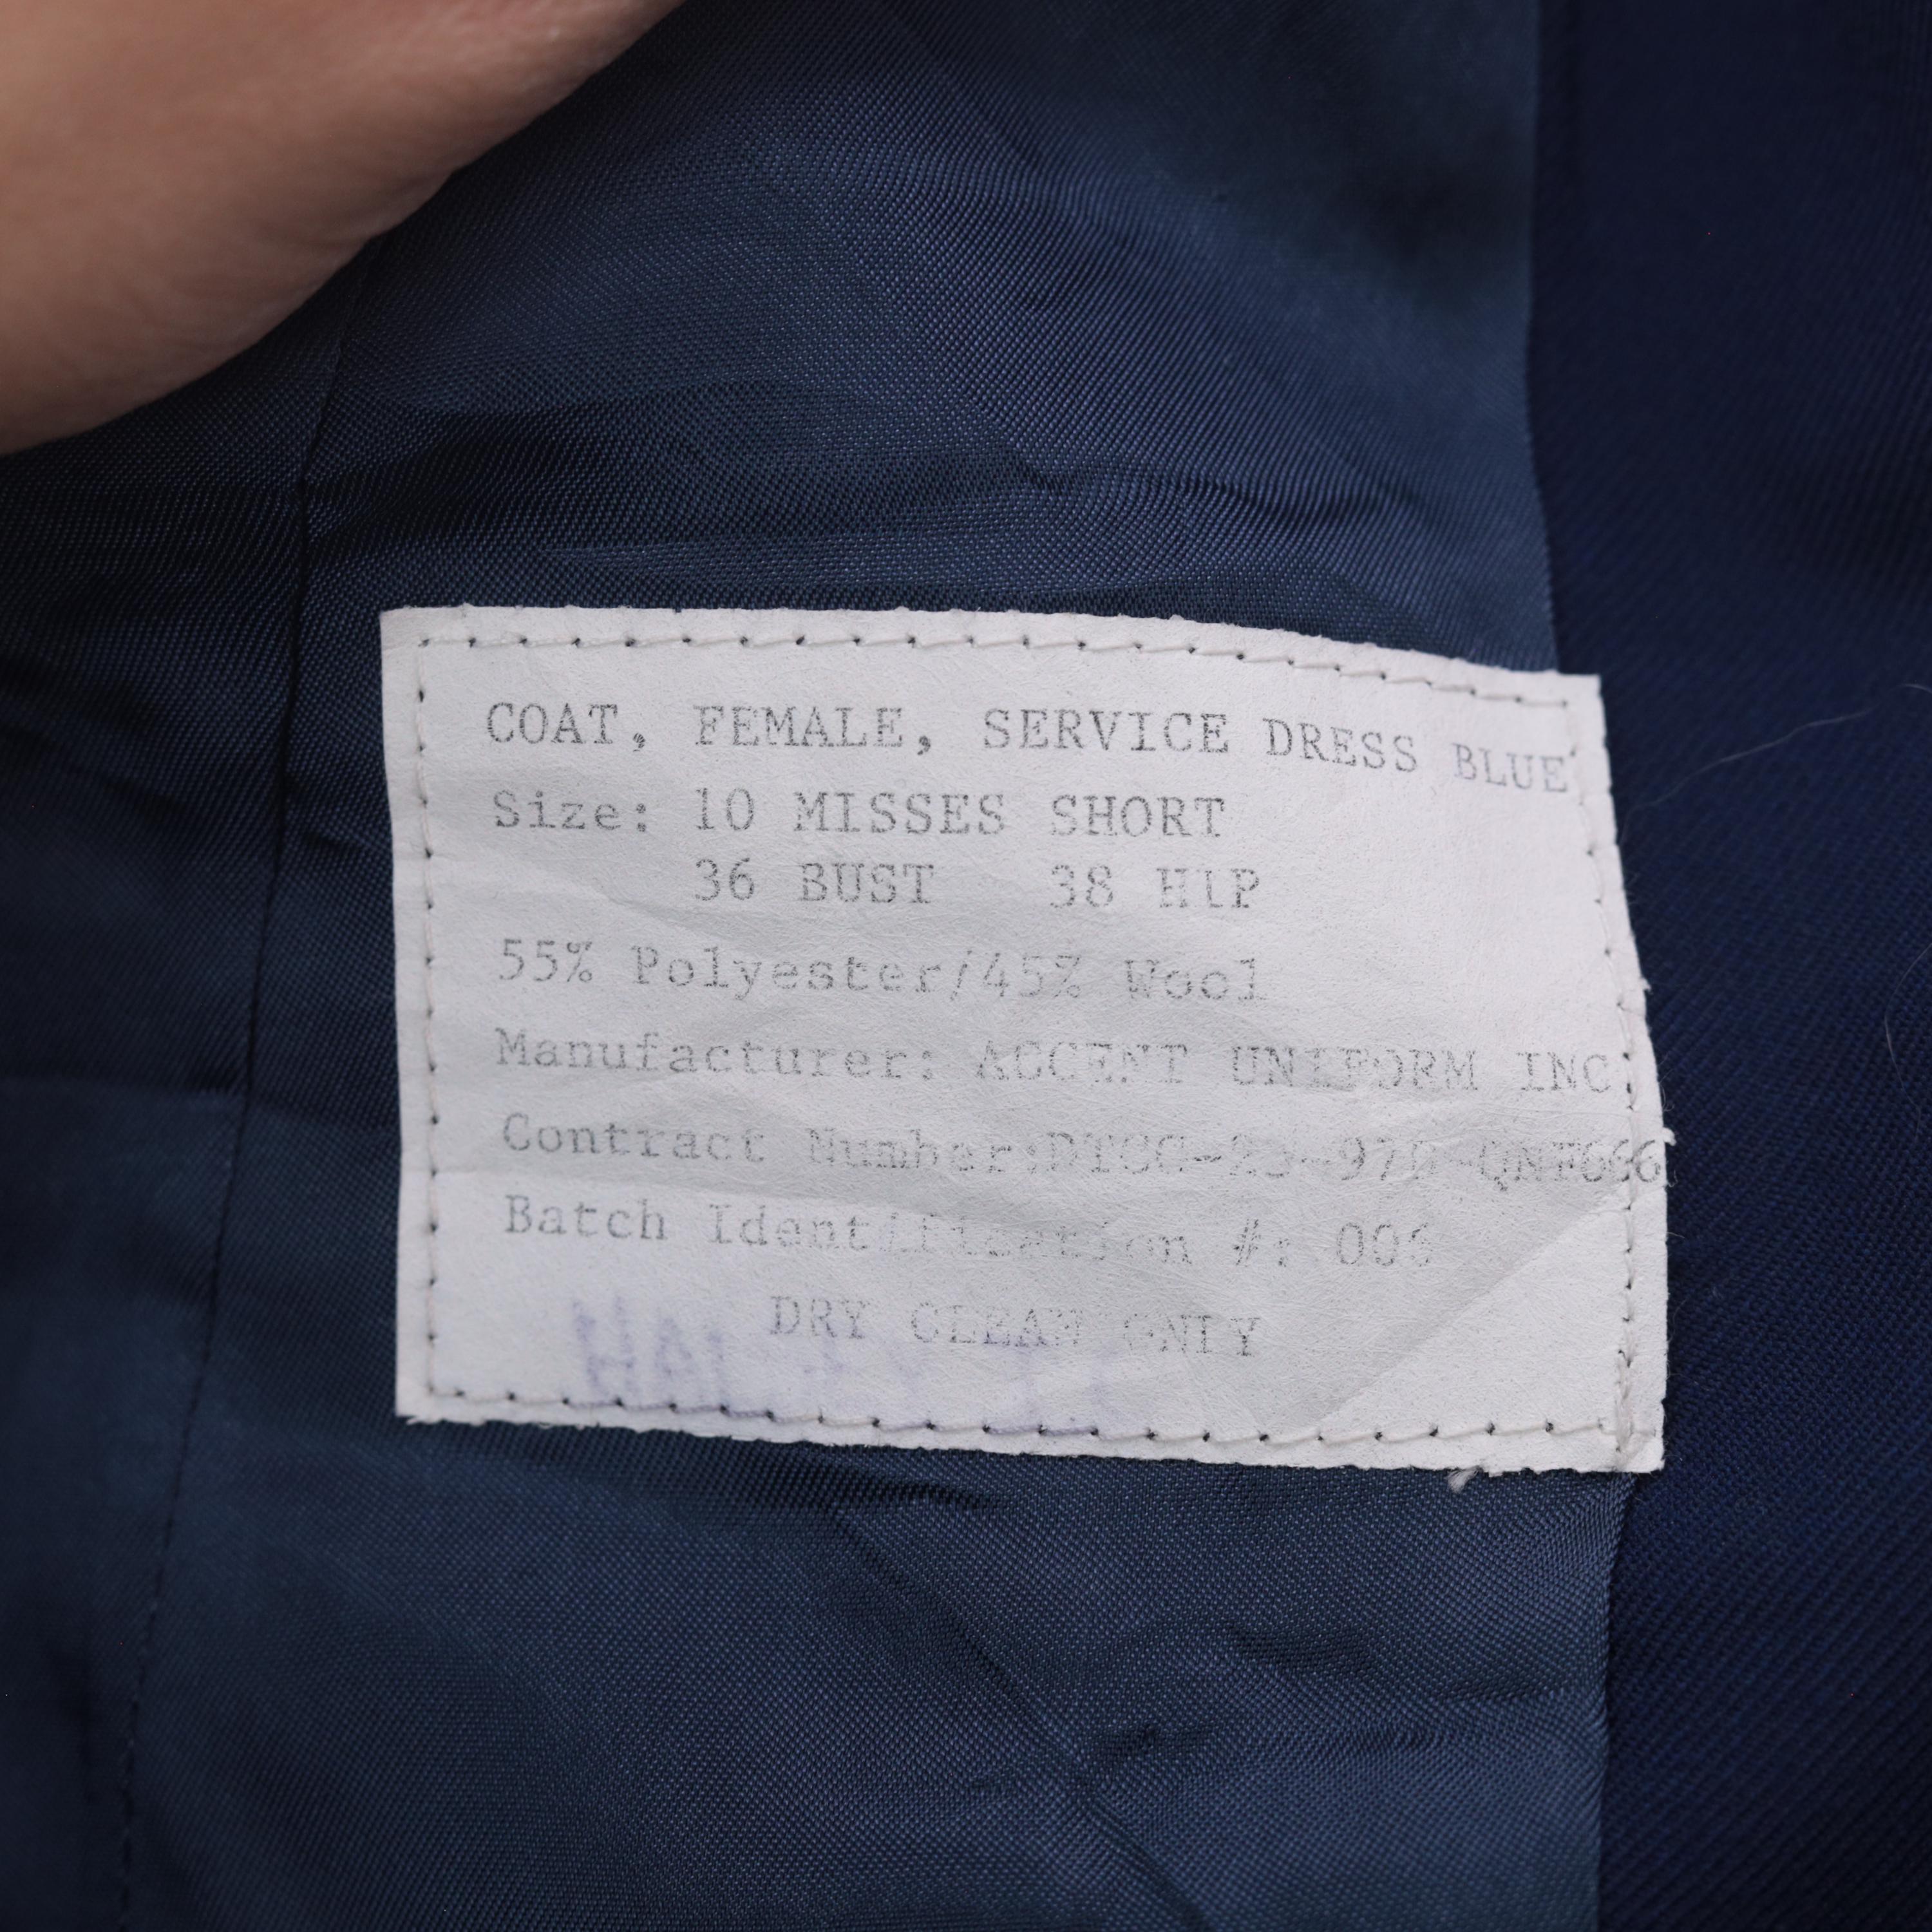 COAT, FEMALE, SERVICE DRESS BLUE
Size: 10 MISSES SHORT
36 BUST 38 HIP
55% Polyester/45% Wool
Manufacturer: ACCENT UNIFORM INC.
Contract Number:
Batch Identification #:
DRY CLEAN ONLY